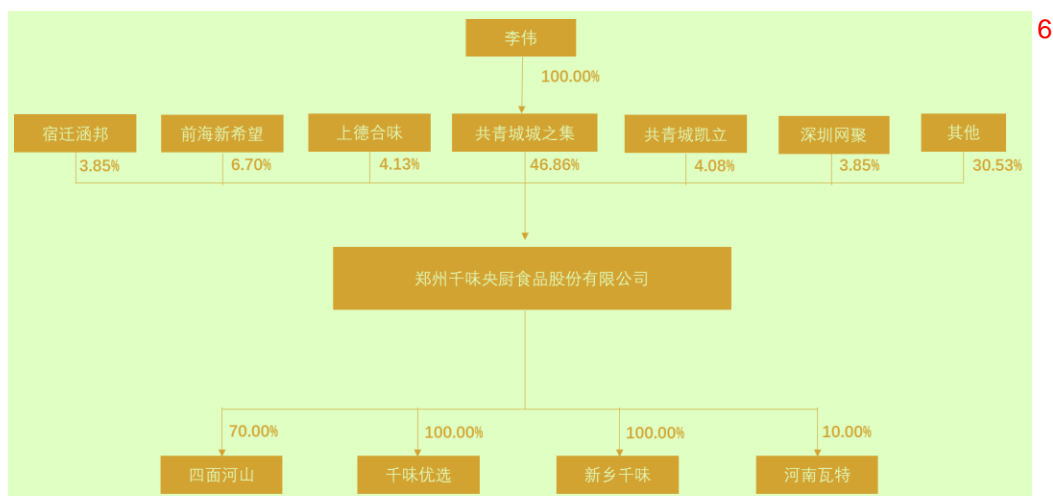 李伟
6
100.00%
宿迁涵邦
前海新希望
上德合味
共青城城之集
共青城凯立
深圳网聚
其他
3.85%
6.70%
4.13%
46.86%
4.08%
3.85%
30.53%
郑州千味央厨食品股份有限公司
70.00%
100.00%
100.00%
10.00%
四面河山
千味优选
新乡千味
河南瓦特